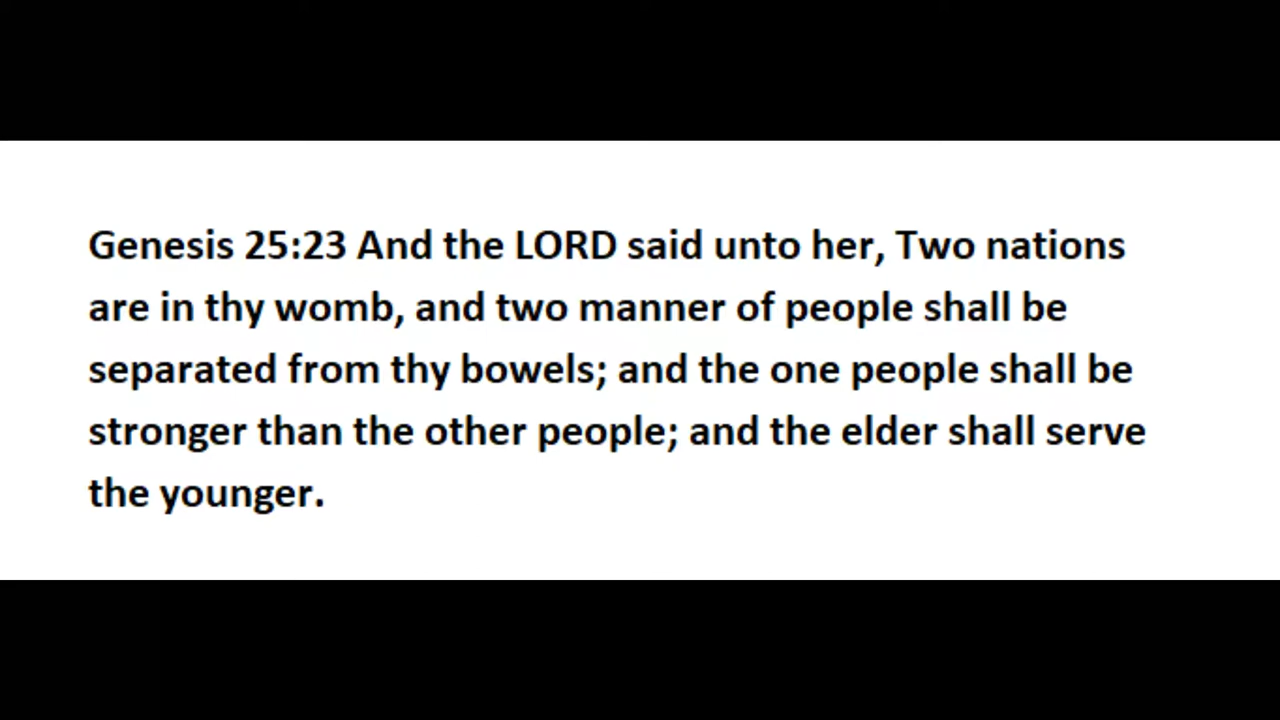 Genesis 25:23 And the LORD said unto her, Two nations
are in thy womb, and two manner of people shall be
separated from thy bowels; and the one people shall be
stronger than the other people; and the elder shall serve
the younger.